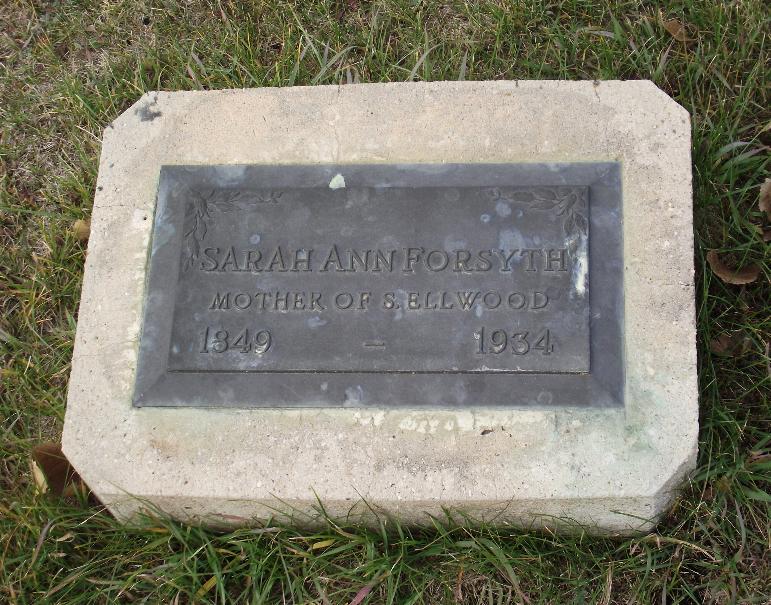 SARAH ANN FORSYTH
MOTHER OF S. ELLWOOD
1849 – 1934